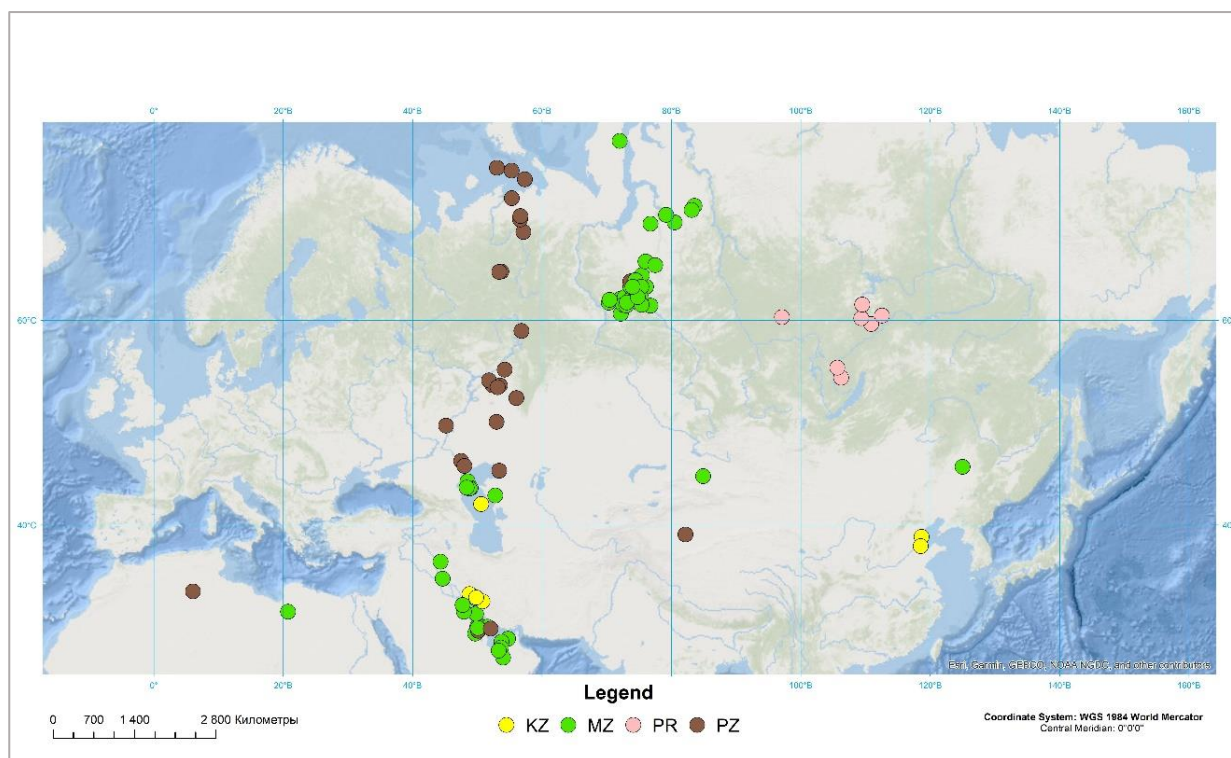 0° 20°В 40°В 60°В 80°В 100°В 120°В 140°В 160°В
60°С 60
40°С 40
Esri, Garmin, GEBCO, NOAA NGDC, and other contributors
0° 20°В 40°В 60°В 80°В 100°В 120°В 140°В 160°В
Legend
0 700 1 400 2 800 Километры
KZ MZ PR PZ
Coordinate System: WGS 1984 World Mercator
Central Meridian: 0°0'0"